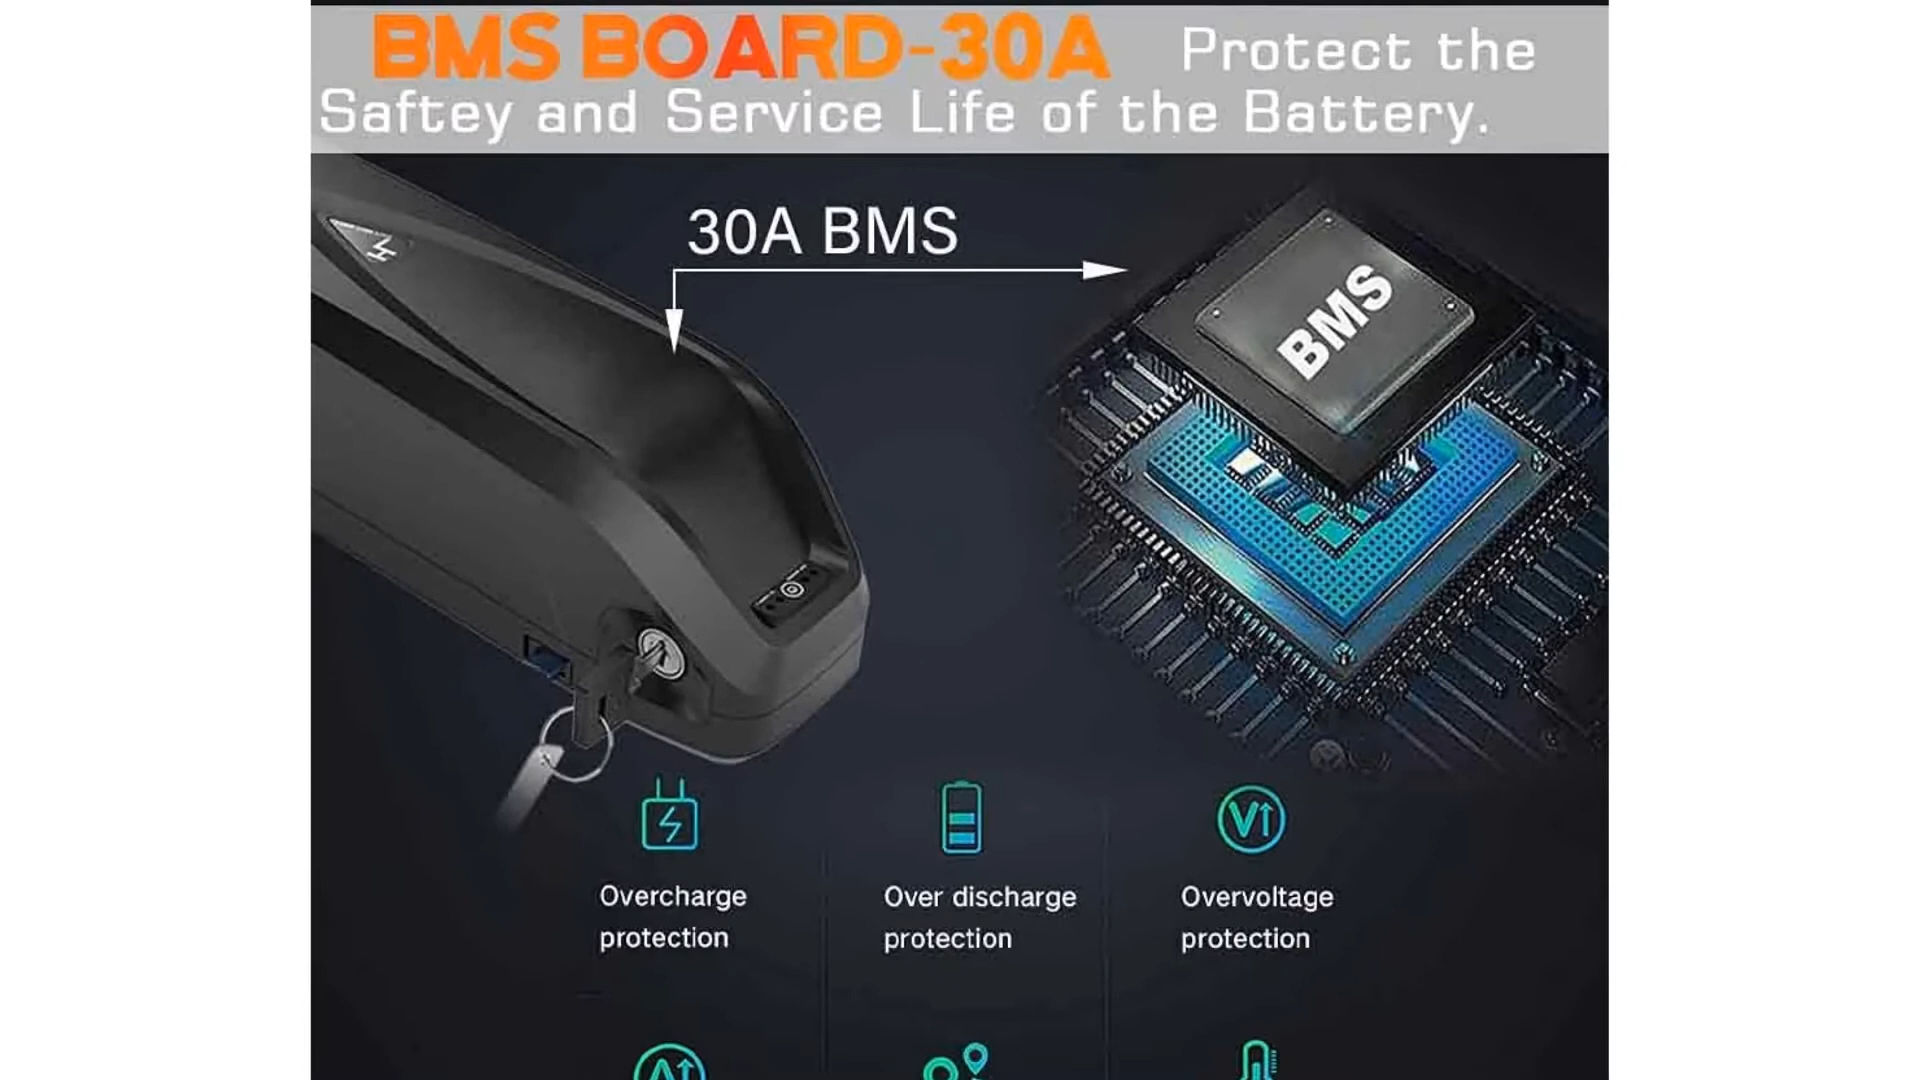 BMS BOARD-30A Protect the
Saftey and Service Life of the Battery.
30A BMS
BMS
Overcharge
protection
Over discharge
protection
Overvoltage
protection